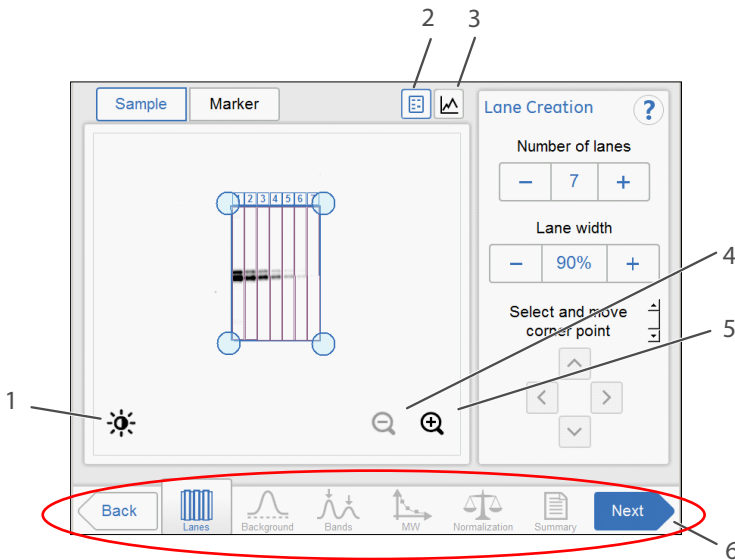 2 3
Sample Marker
Lane Creation ?
Number of lanes
− 7 +
Lane width
− 90% +
Select and move
corner point
1 2 3 4 5 6 7
4
5
1
Back Lanes Background Bands MW Normalization Summary Next
6